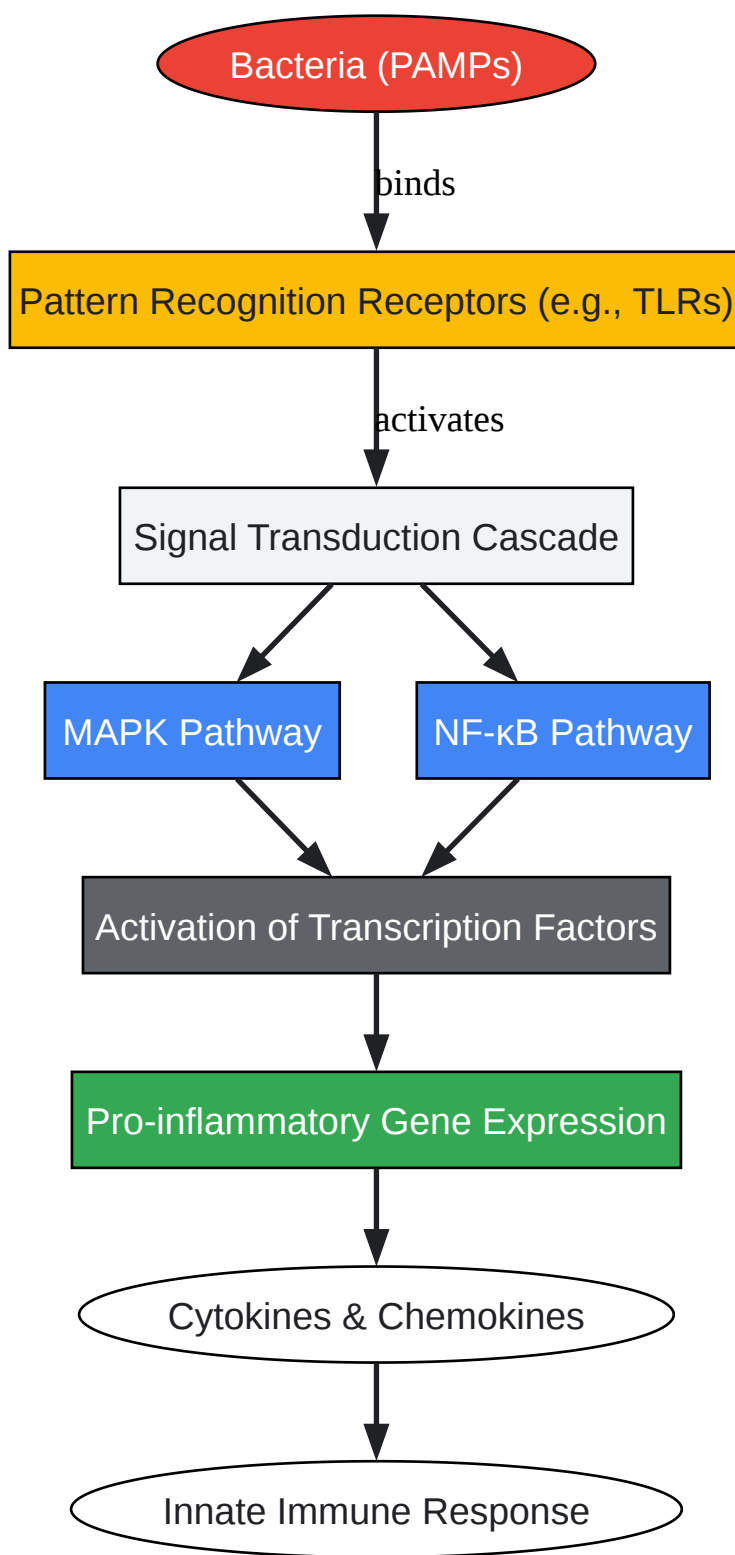 Bacteria (PAMPs)
binds
Pattern Recognition Receptors (e.g., TLRs)
activates
Signal Transduction Cascade
MAPK Pathway
NF-κB Pathway
Activation of Transcription Factors
Pro-inflammatory Gene Expression
Cytokines & Chemokines
Innate Immune Response